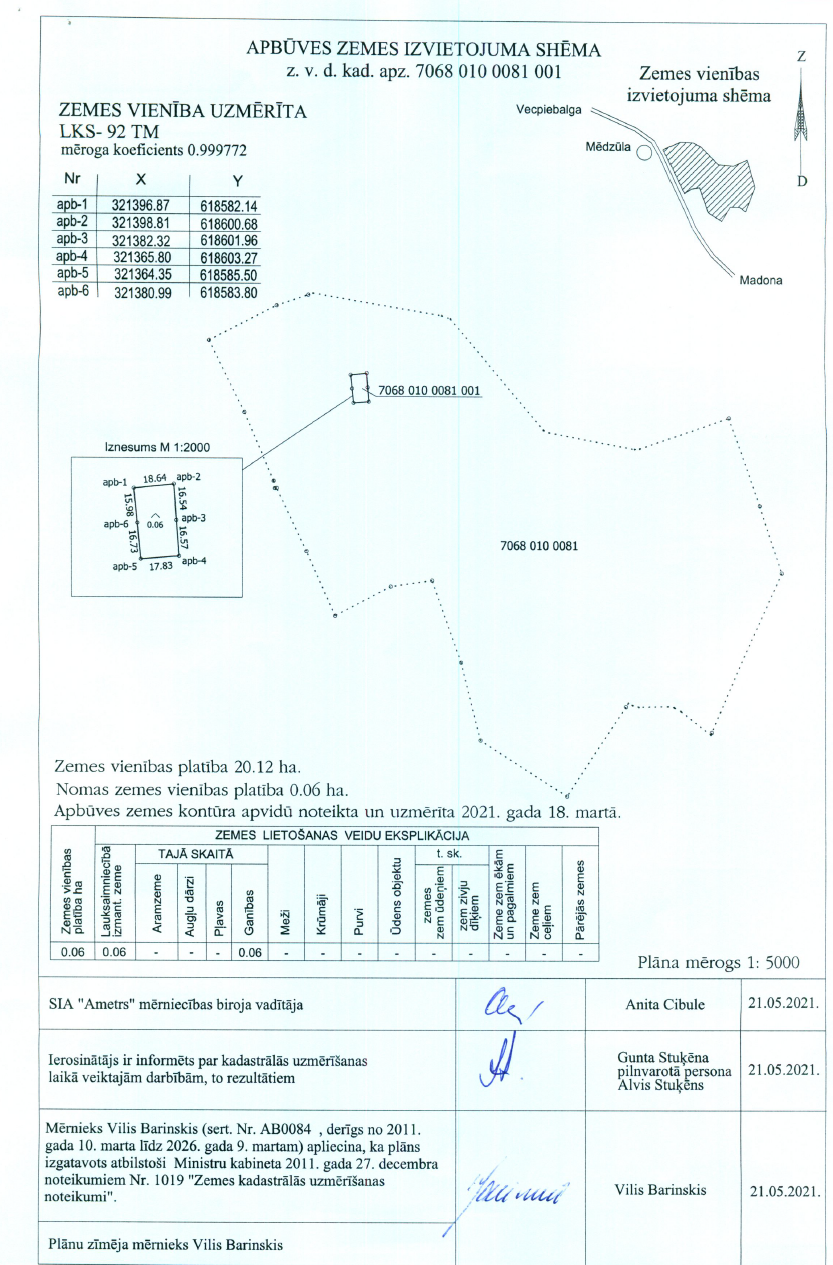 APBŪVES ZEMES IZVIETOJUMA SHĒMA
z. v. d. kad. apz. 7068 010 0081 001
Zemes vienības
izvietojuma shēma
Z
D
Vecpiebalga
Mēdzūla
Madona
ZEMES VIENĪBA UZMĒRĪTA
LKS- 92 TM
mēroga koeficients 0.999772
Nr X Y
apb-1 321396.87 618582.14
apb-2 321398.81 618600.68
apb-3 321382.32 618601.96
apb-4 321365.80 618603.27
apb-5 321364.35 618585.50
apb-6 321380.99 618583.80
7068 010 0081 001
Iznesums M 1:2000
apb-1 18.64 apb-2
15.98
16.54
apb-6 0.06 apb-3
16.73
16.57
apb-5 17.83 apb-4
7068 010 0081
Zemes vienības platība 20.12 ha.
Nomas zemes vienības platība 0.06 ha.
Apbūves zemes kontūra apvidū noteikta un uzmērīta 2021. gada 18. martā.
ZEMES LIETOŠANAS VEIDU EKSPLIKĀCIJA
Zemes vienības
platība ha
Lauksaimniecībā
izmant. zeme
TAJĀ SKAITĀ
Aramzeme
Augļu dārzi
Pļavas
Ganības
Meži
Krūmāji
Purvi
Ūdens objektu
t. sk.
zemes
zem ūdeņiem
zem zivju
dīķiem
Zeme zem ēkām
un pagalmiem
Zeme zem
ceļiem
Pārējās zemes
0.06 0.06 - - - 0.06 - - - - - - - - -
Plāna mērogs 1: 5000
SIA "Ametrs" mērniecības biroja vadītāja
Anita Cibule
21.05.2021.
Ierosinātājs ir informēts par kadastrālās uzmērīšanas
laikā veiktajām darbībām, to rezultātiem
Gunta Stuķēna
pilnvarotā persona
Alvis Stuķēns
21.05.2021.
Mērnieks Vilis Barinskis (sert. Nr. AB0084 , derīgs no 2011.
gada 10. marta līdz 2026. gada 9. martam) apliecina, ka plāns
izgatavots atbilstoši Ministru kabineta 2011. gada 27. decembra
noteikumiem Nr. 1019 "Zemes kadastrālās uzmērīšanas
noteikumi".
Vilis Barinskis
21.05.2021.
Plānu zīmēja mērnieks Vilis Barinskis